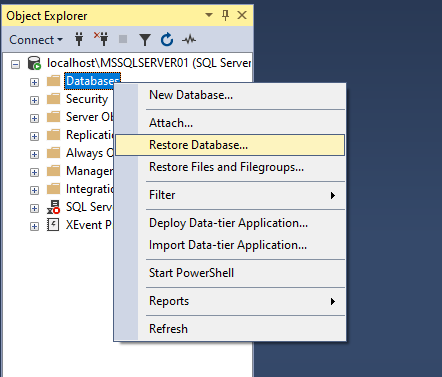 Object Explorer
Connect
localhost\MSSQLSERVER01 (SQL Server
Databases
Security
Server Ob
Replicatio
Always O
Managem
Integratio
SQL Serve
XEvent P
New Database...
Attach...
Restore Database...
Restore Files and Filegroups...
Filter
Deploy Data-tier Application...
Import Data-tier Application...
Start PowerShell
Reports
Refresh